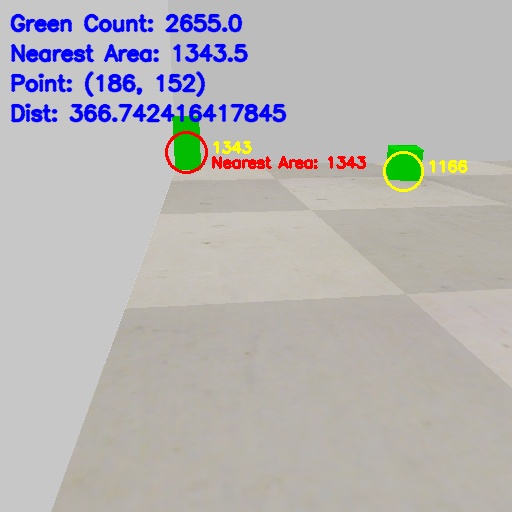 Green Count: 2655.0
Nearest Area: 1343.5
Point: (186, 152)
Dist: 366.742416417845
1343
Nearest Area: 1343
1166